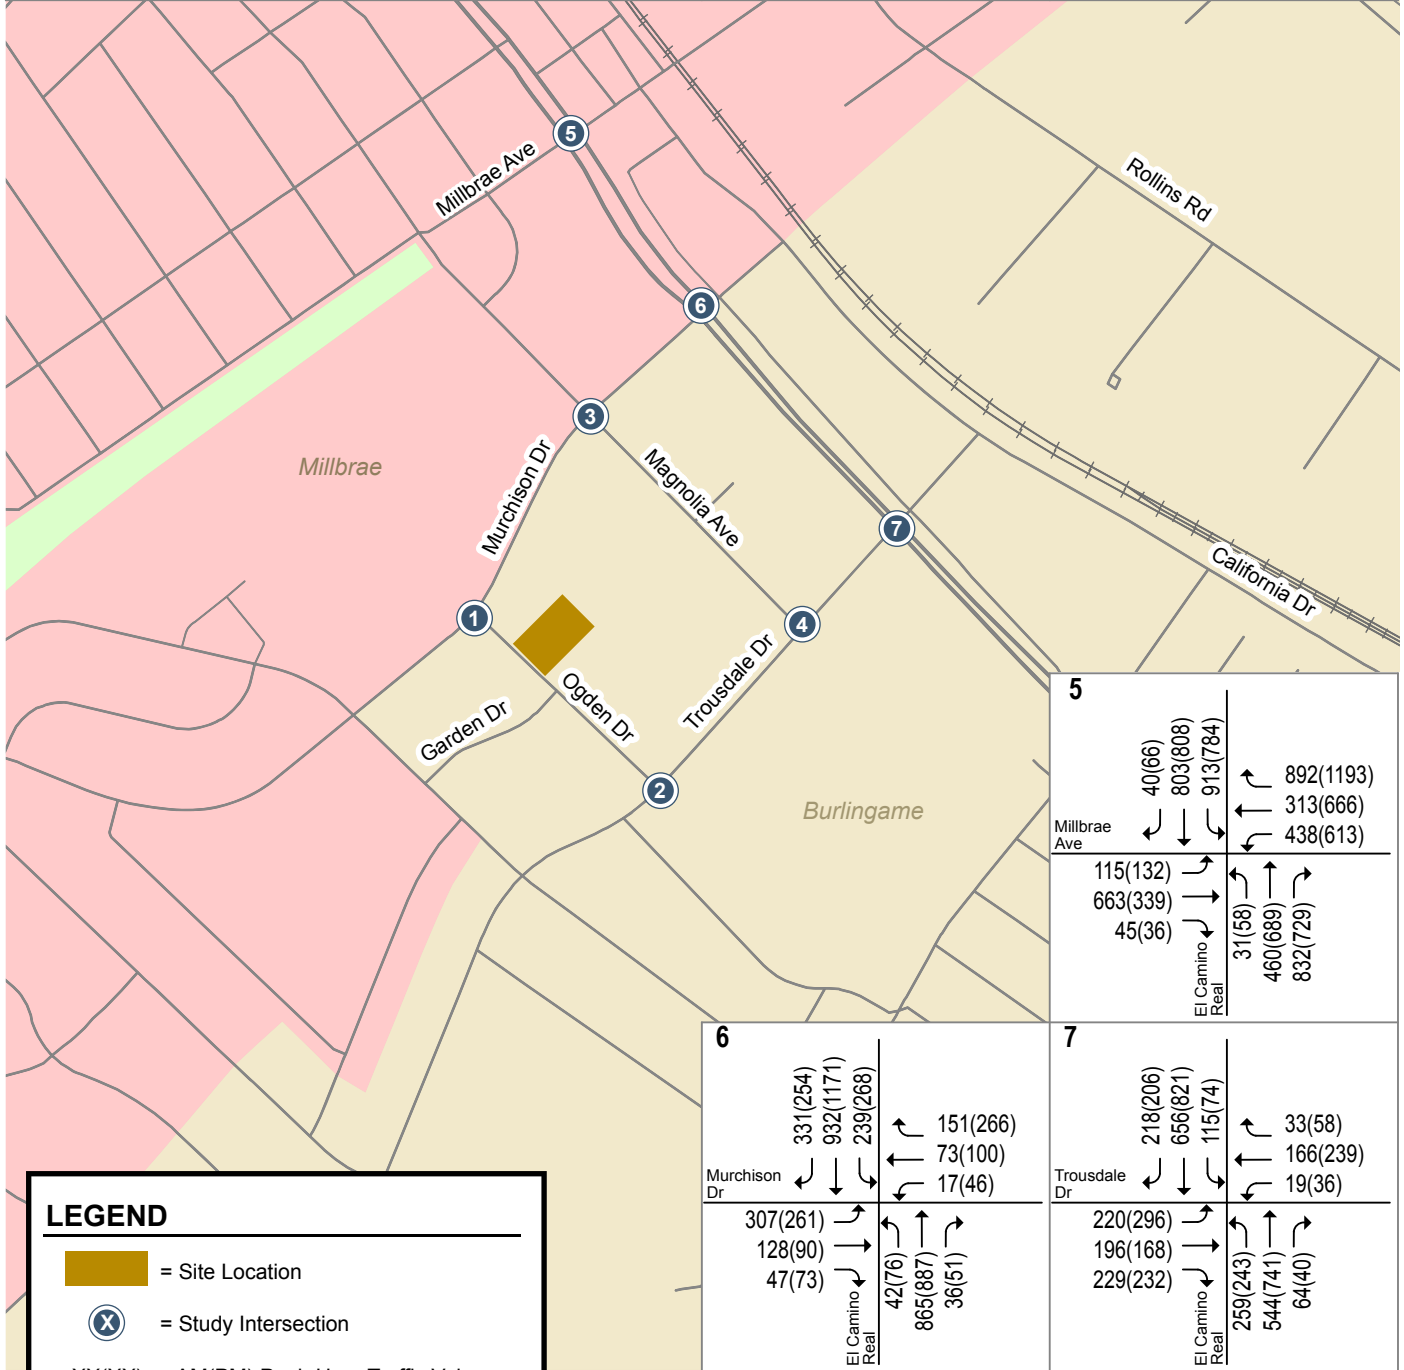 5
Millbrae Ave
Rollins Rd
6
3
Millbrae
Murchison Dr
Magnolia Ave
7
California Dr
1
4
Ogden Dr
Trousdale Dr
Garden Dr
2
Burlingame
5
40(66)
803(808)
913(784)
892(1193)
313(666)
438(613)
Millbrae
Ave
115(132)
663(339)
45(36)
31(58)
460(689)
832(729)
El Camino
Real
6
331(254)
932(1171)
239(268)
151(266)
73(100)
17(46)
Murchison
Dr
307(261)
128(90)
47(73)
42(76)
865(887)
36(51)
El Camino
Real
7
218(206)
656(821)
115(74)
33(58)
166(239)
19(36)
Trousdale
Dr
220(296)
196(168)
229(232)
259(243)
544(741)
64(40)
El Camino
Real
LEGEND
= Site Location
X
= Study Intersection